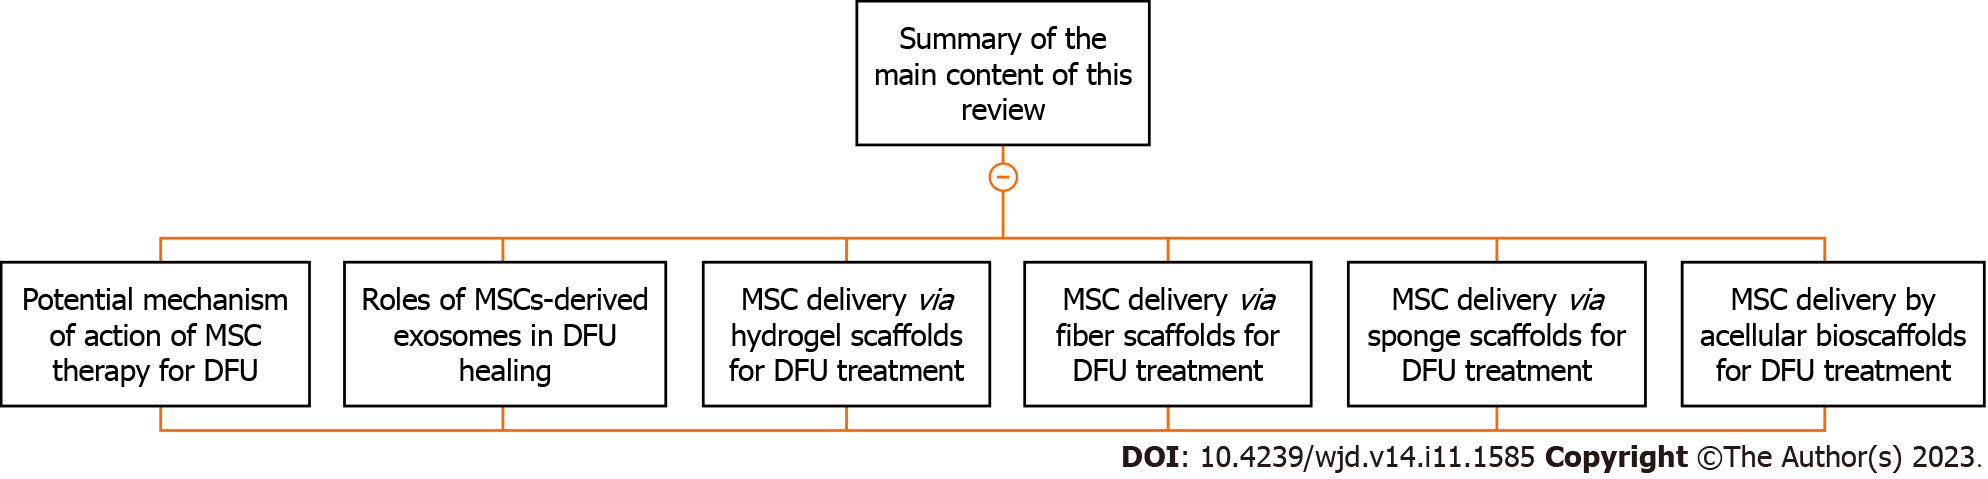 Summary of the
main content of this
review
Potential mechanism
of action of MSC
therapy for DFU
Roles of MSCs-derived
exosomes in DFU
healing
MSC delivery via
hydrogel scaffolds
for DFU treatment
MSC delivery via
fiber scaffolds for
DFU treatment
MSC delivery via
sponge scaffolds for
DFU treatment
MSC delivery by
acellular bioscaffolds
for DFU treatment
DOI: 10.4239/wjd.v14.i11.1585 Copyright ©The Author(s) 2023.